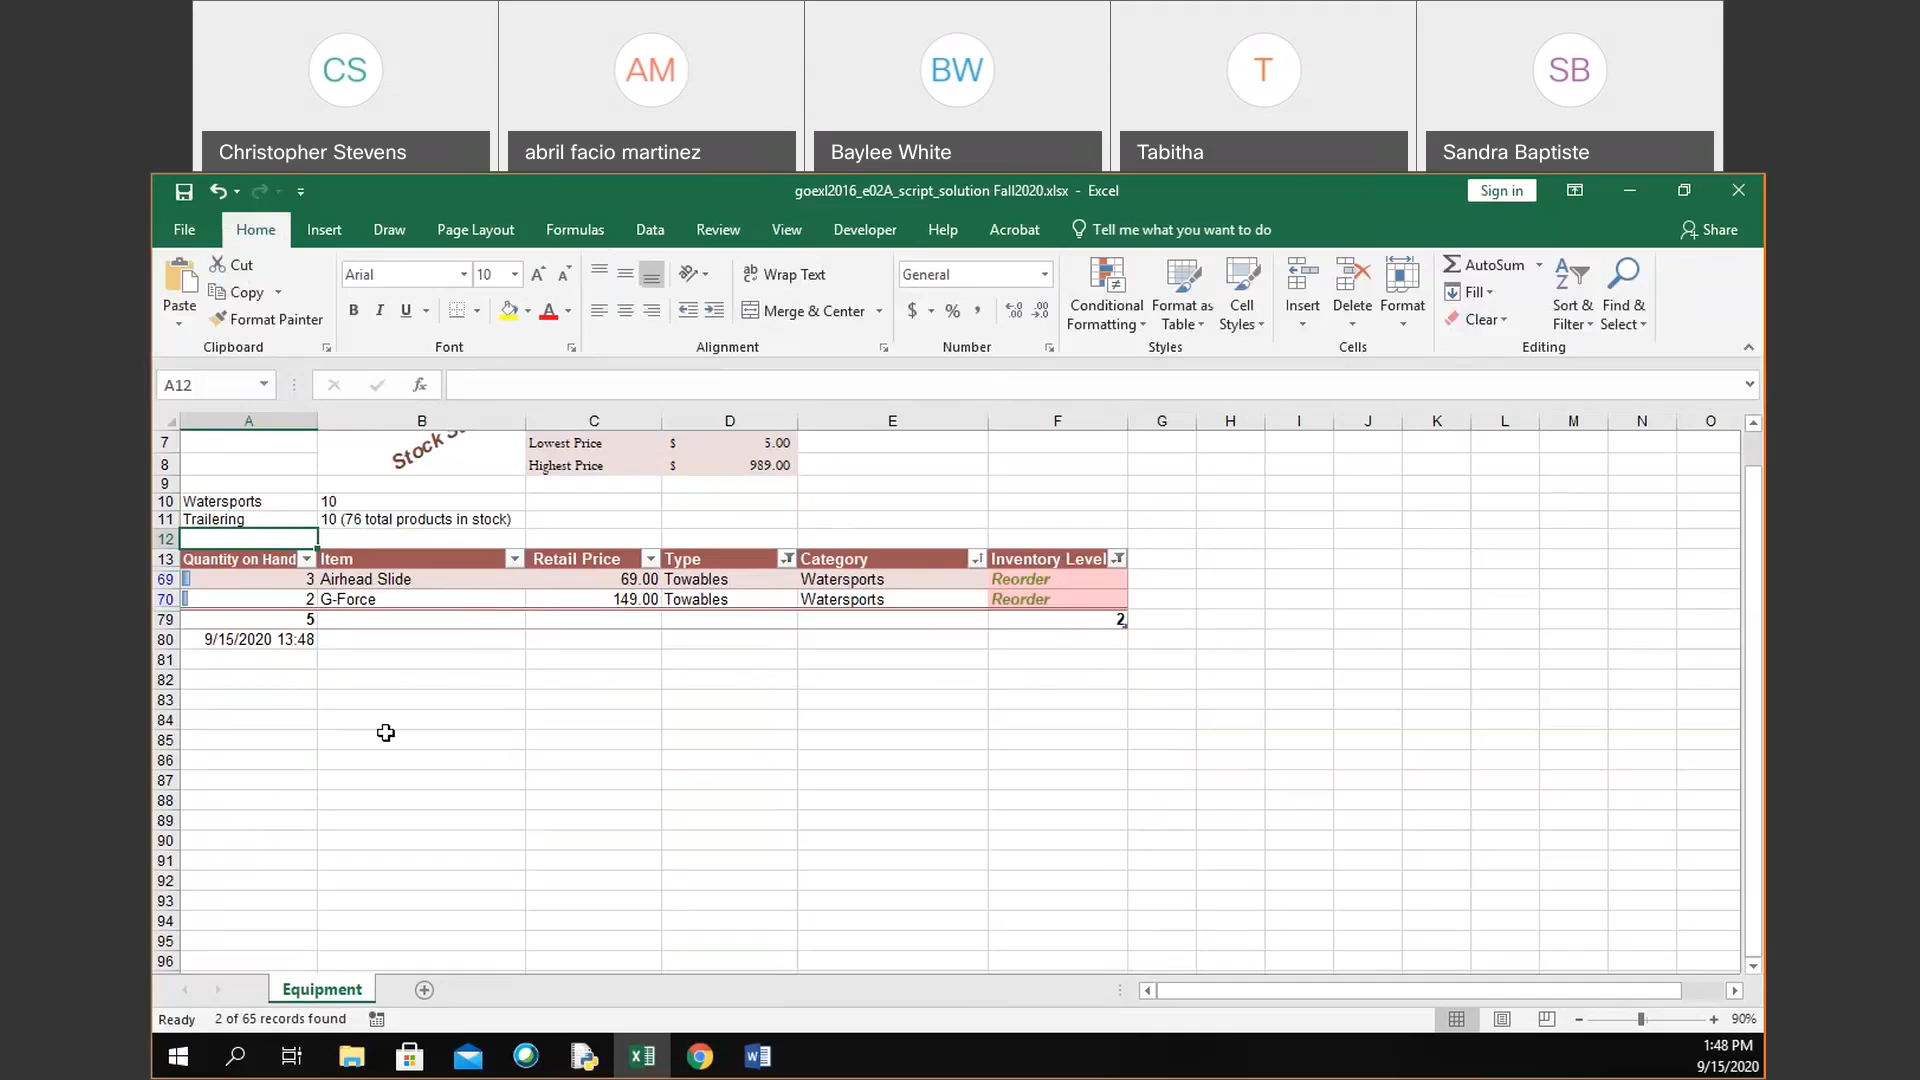 CS AM BW T SB
Christopher Stevens abril facio martinez Baylee White Tabitha Sandra Baptiste
goexl2016_e02A_script_solution Fall2020.xlsx - Excel Sign in
File Home Insert Draw Page Layout Formulas Data Review View Developer Help Acrobat Tell me what you want to do Share
Paste Cut Copy Format Painter Clipboard
Arial 10 B I U A Font
Wrap Text Merge & Center Alignment
General $ % , Number
Conditional Formatting Format as Table Cell Styles Styles
Insert Delete Format Cells
AutoSum Fill Clear Sort & Filter Find & Select Editing
A12 fx
A B C D E F G H I J K L M N O
7 Lowest Price $ 5.00
Stock
8 Highest Price $ 989.00
9
10 Watersports 10
11 Trailering 10 (76 total products in stock)
12
13 Quantity on Hand Item Retail Price Type Category Inventory Level
69 3 Airhead Slide 69.00 Towables Watersports Reorder
70 2 G-Force 149.00 Towables Watersports Reorder
79 5 2
80 9/15/2020 13:48
81
82
83
84
85
86
87
88
89
90
91
92
93
94
95
96
Equipment
Ready 2 of 65 records found 90%
1:48 PM
9/15/2020